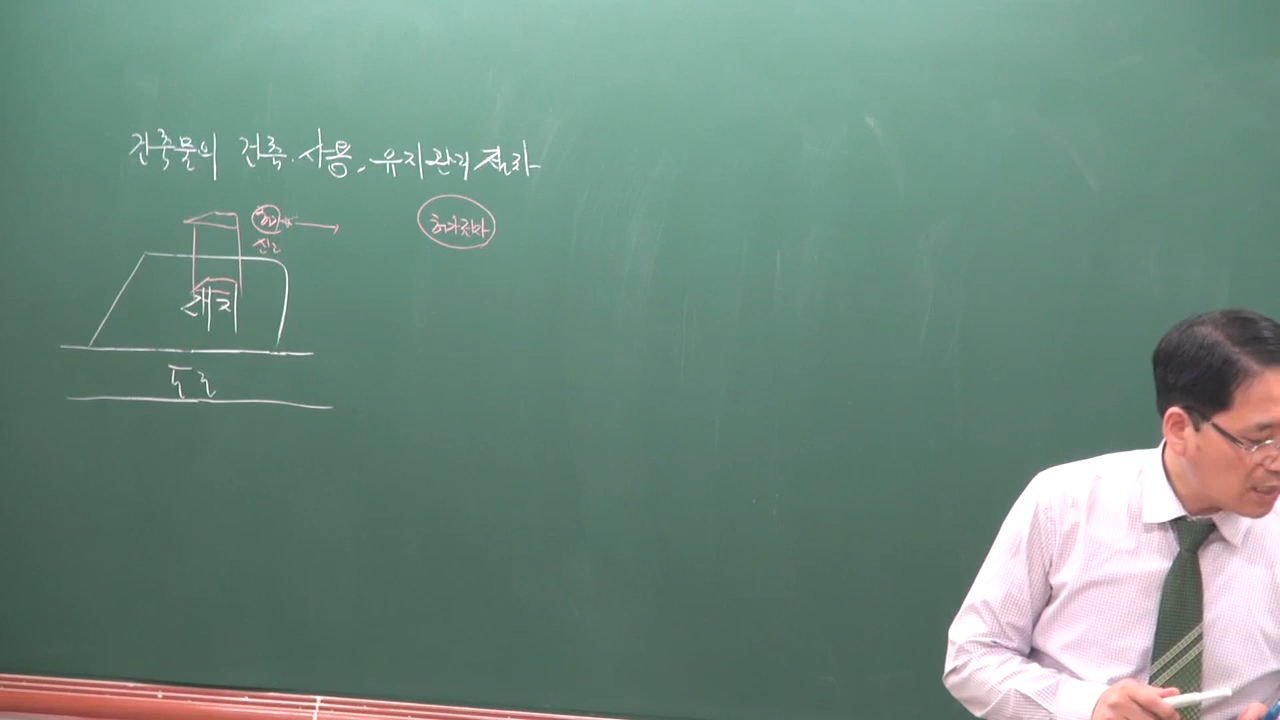 건축물의 건축·사용, 유지관리 절차
허가
허가권자
신고
대지
도로